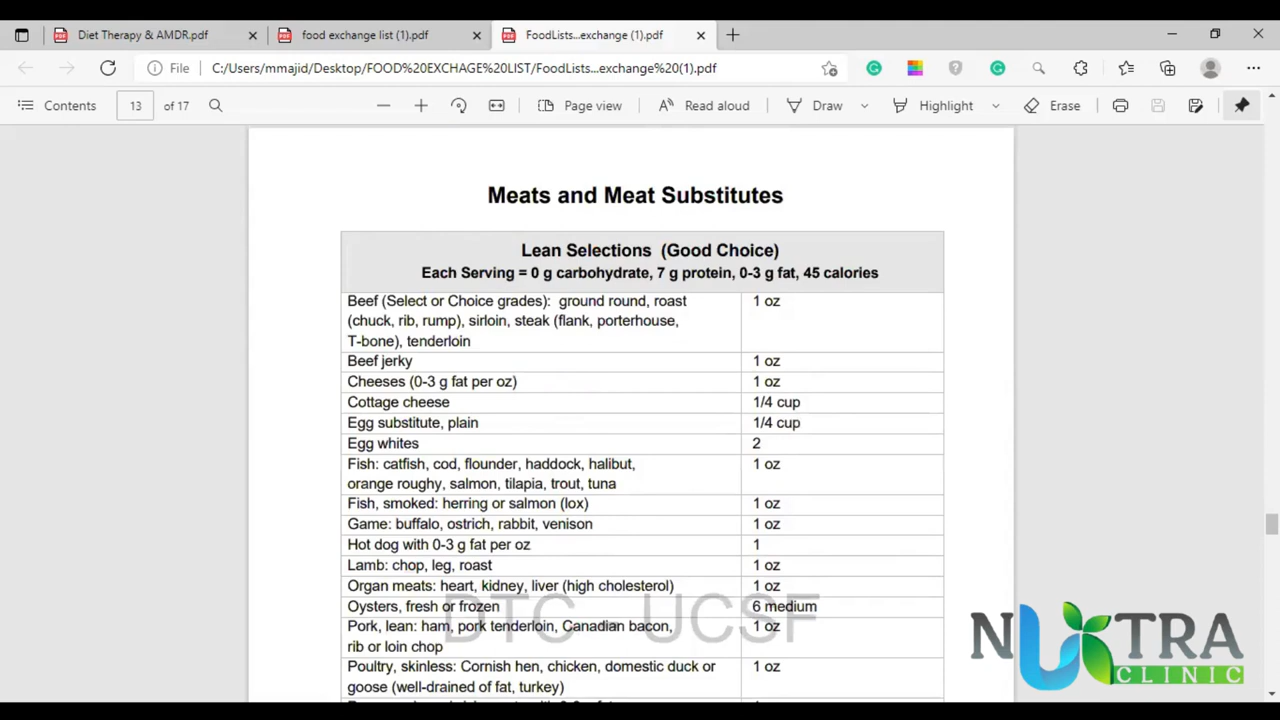 Diet Therapy & AMDR.pdf
food exchange list (1).pdf
FoodLists...exchange (1).pdf
File
C:/Users/mmajid/Desktop/FOOD%20EXCHAGE%20LIST/FoodLists...exchange%20(1).pdf
Contents
13
of 17
Page view
Read aloud
Draw
Highlight
Erase
Meats and Meat Substitutes
Lean Selections (Good Choice)
Each Serving = 0 g carbohydrate, 7 g protein, 0-3 g fat, 45 calories
Beef (Select or Choice grades): ground round, roast 1 oz
(chuck, rib, rump), sirloin, steak (flank, porterhouse,
T-bone), tenderloin
Beef jerky 1 oz
Cheeses (0-3 g fat per oz) 1 oz
Cottage cheese 1/4 cup
Egg substitute, plain 1/4 cup
Egg whites 2
Fish: catfish, cod, flounder, haddock, halibut, 1 oz
orange roughy, salmon, tilapia, trout, tuna
Fish, smoked: herring or salmon (lox) 1 oz
Game: buffalo, ostrich, rabbit, venison 1 oz
Hot dog with 0-3 g fat per oz 1
Lamb: chop, leg, roast 1 oz
Organ meats: heart, kidney, liver (high cholesterol) 1 oz
Oysters, fresh or frozen 6 medium
DTC UCSF
Pork, lean: ham, pork tenderloin, Canadian bacon, 1 oz
rib or loin chop
Poultry, skinless: Cornish hen, chicken, domestic duck or 1 oz
goose (well-drained of fat, turkey)
NUTRA
CLINIC